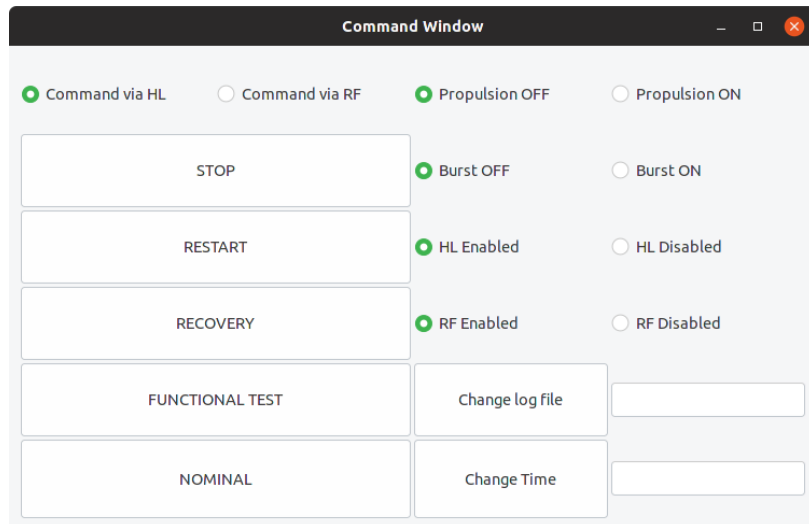 Command Window
Command via HL Command via RF Propulsion OFF Propulsion ON
STOP Burst OFF Burst ON
RESTART HL Enabled HL Disabled
RECOVERY RF Enabled RF Disabled
FUNCTIONAL TEST Change log file
NOMINAL Change Time